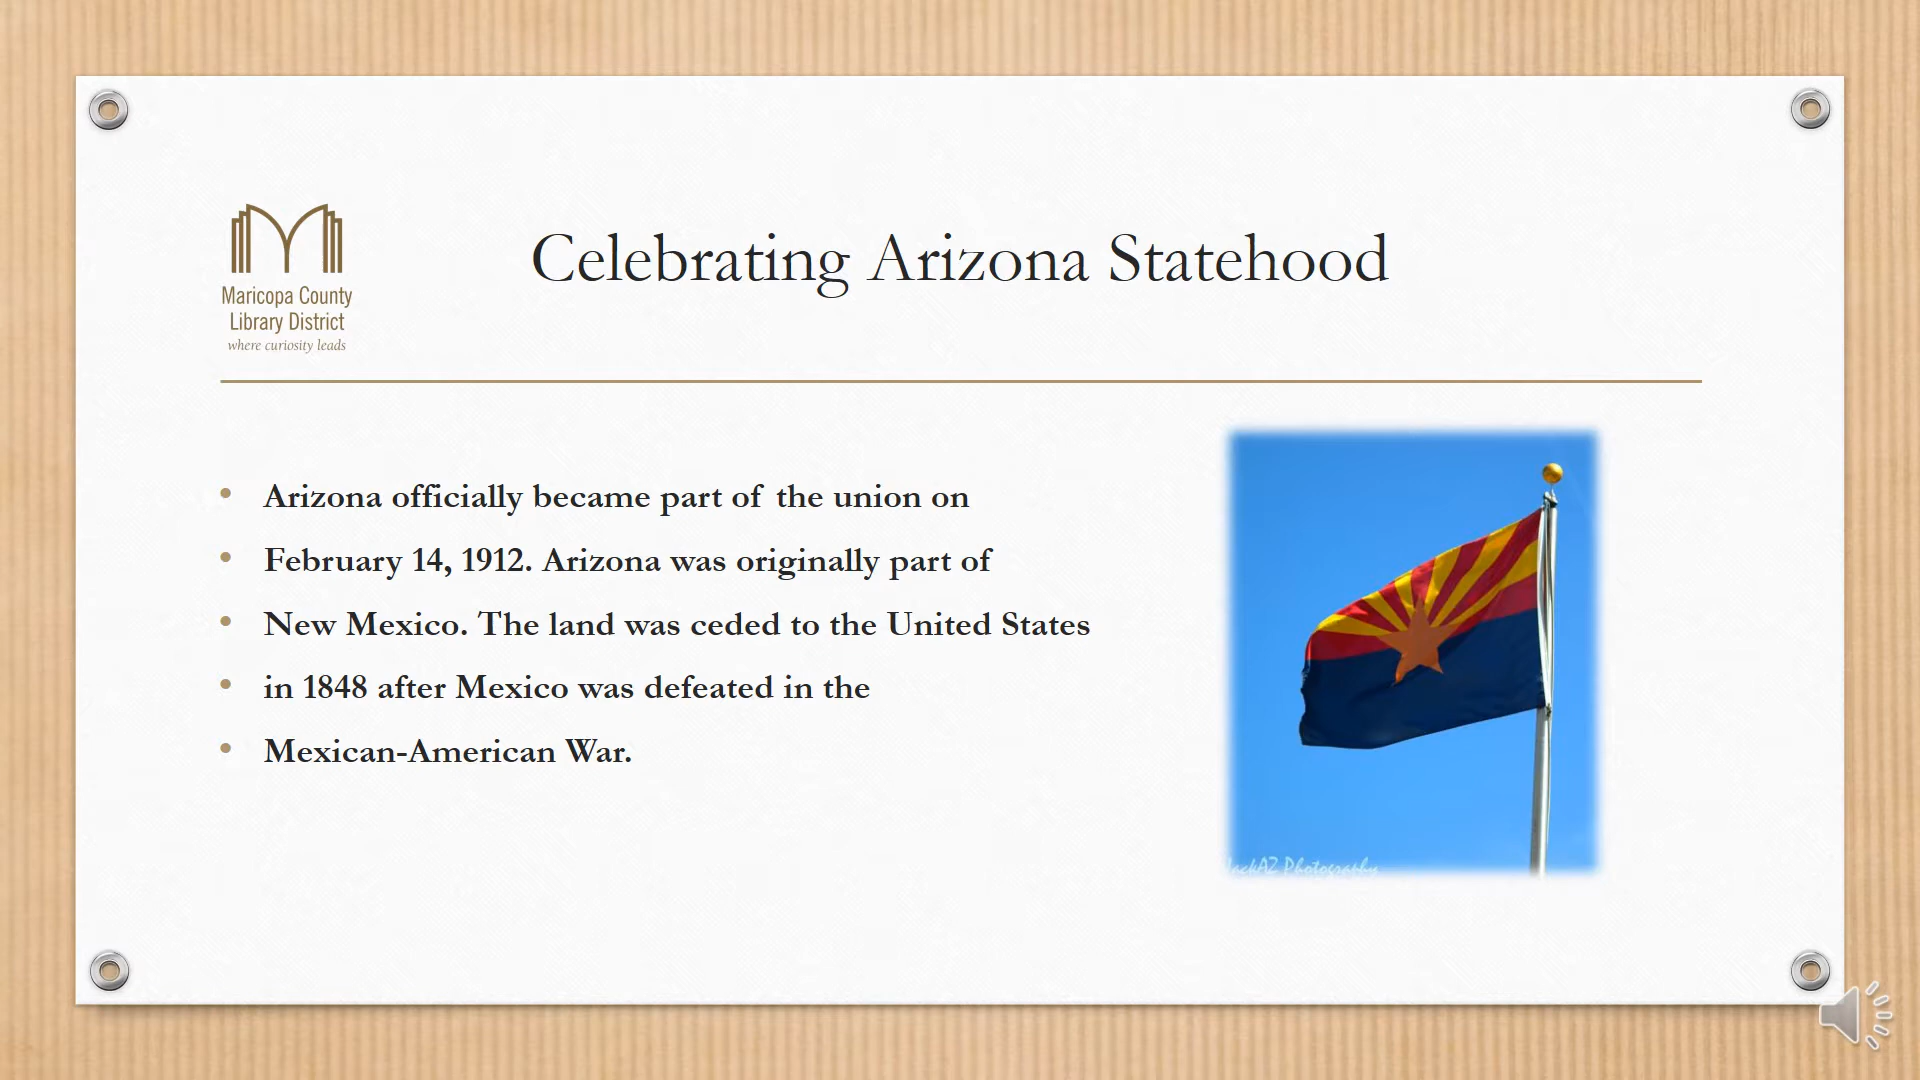 Maricopa County
Library District
where curiosity leads
Celebrating Arizona Statehood
• Arizona officially became part of the union on
• February 14, 1912. Arizona was originally part of
• New Mexico. The land was ceded to the United States
• in 1848 after Mexico was defeated in the
• Mexican-American War.
JackAZ Photography